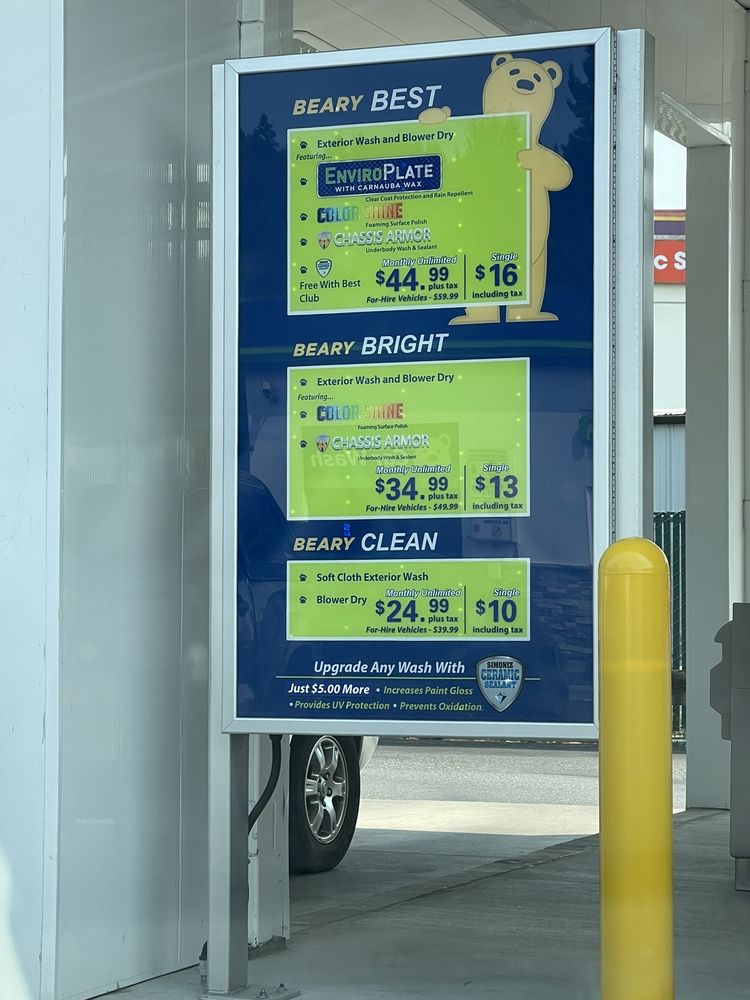 BEARY BEST
Exterior Wash and Blower Dry
Featuring...
ENVIROPLATE
WITH CARNAUBA WAX
Clear Coat Protection and Rain Repellent
COLOR SHINE
Foaming Surface Polish
CHASSIS ARMOR
Underbody Wash & Sealant
Free With Best
Club
Monthly Unlimited
$44.99 plus tax
For-Hire Vehicles - $59.99
Single
$16
including tax
BEARY BRIGHT
Exterior Wash and Blower Dry
Featuring...
COLOR SHINE
Foaming Surface Polish
CHASSIS ARMOR
Underbody Wash & Sealant
Monthly Unlimited
$34.99 plus tax
For-Hire Vehicles - $49.99
Single
$13
including tax
BEARY CLEAN
Soft Cloth Exterior Wash
Blower Dry
Monthly Unlimited
$24.99 plus tax
For-Hire Vehicles - $39.99
Single
$10
including tax
Upgrade Any Wash With
SIMONIZ
CERAMIC
SEALANT
Just $5.00 More • Increases Paint Gloss
• Provides UV Protection • Prevents Oxidation
c S